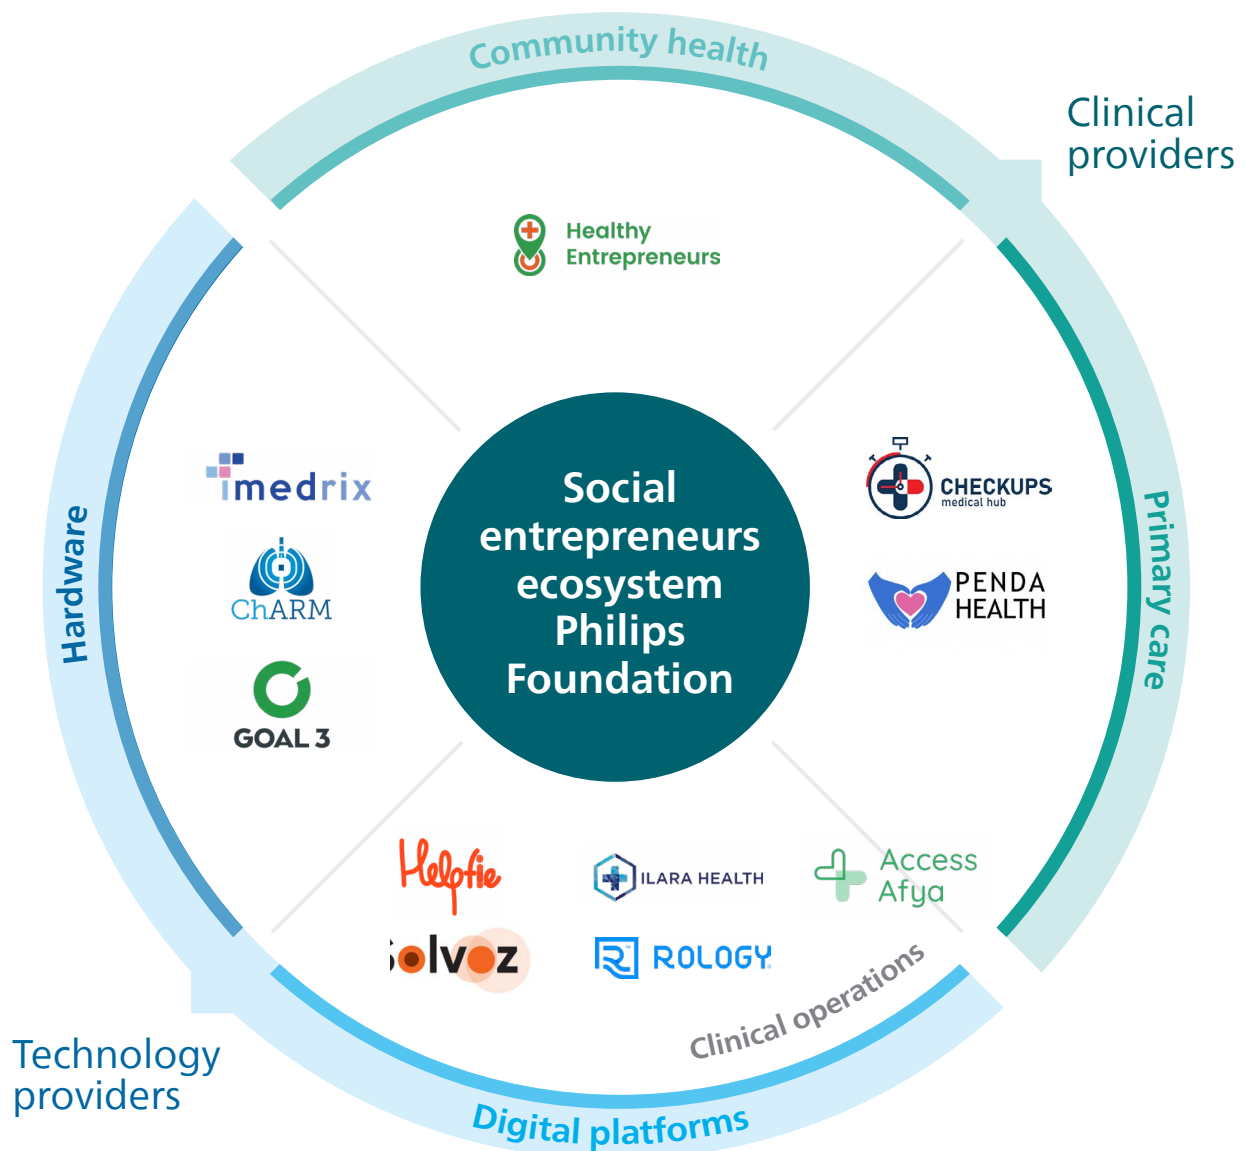 Community health
Clinical
providers
Healthy
Entrepreneurs
imedrix
ChARM
GOAL 3
Hardware
Social
entrepreneurs
ecosystem
Philips
Foundation
CHECKUPS
medical hub
PENDA
HEALTH
Primary care
Helpfie
Solvoz
ILARA HEALTH
ROLOGY
Access
Afya
Clinical operations
Technology
providers
Digital platforms